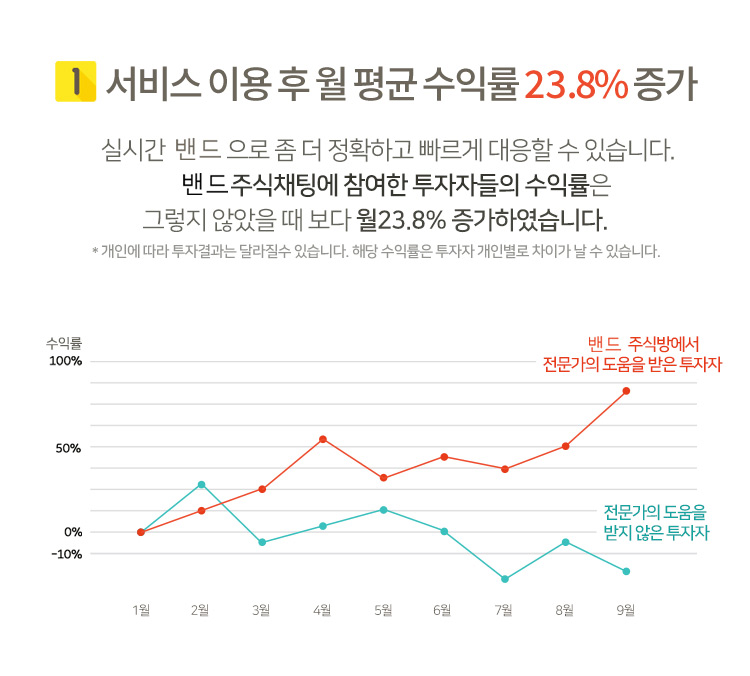 1 서비스 이용 후 월 평균 수익률 23.8% 증가
실시간 밴드 으로 좀 더 정확하고 빠르게 대응할 수 있습니다.
밴드 주식채팅에 참여한 투자자들의 수익률은
그렇지 않았을 때 보다 월23.8% 증가하였습니다.
* 개인에 따라 투자결과는 달라질수 있습니다. 해당 수익률은 투자자 개인별로 차이가 날 수 있습니다.
수익률
100%
50%
0%
-10%
밴드 주식방에서
전문가의 도움을 받은 투자자
전문가의 도움을
받지 않은 투자자
1월 2월 3월 4월 5월 6월 7월 8월 9월